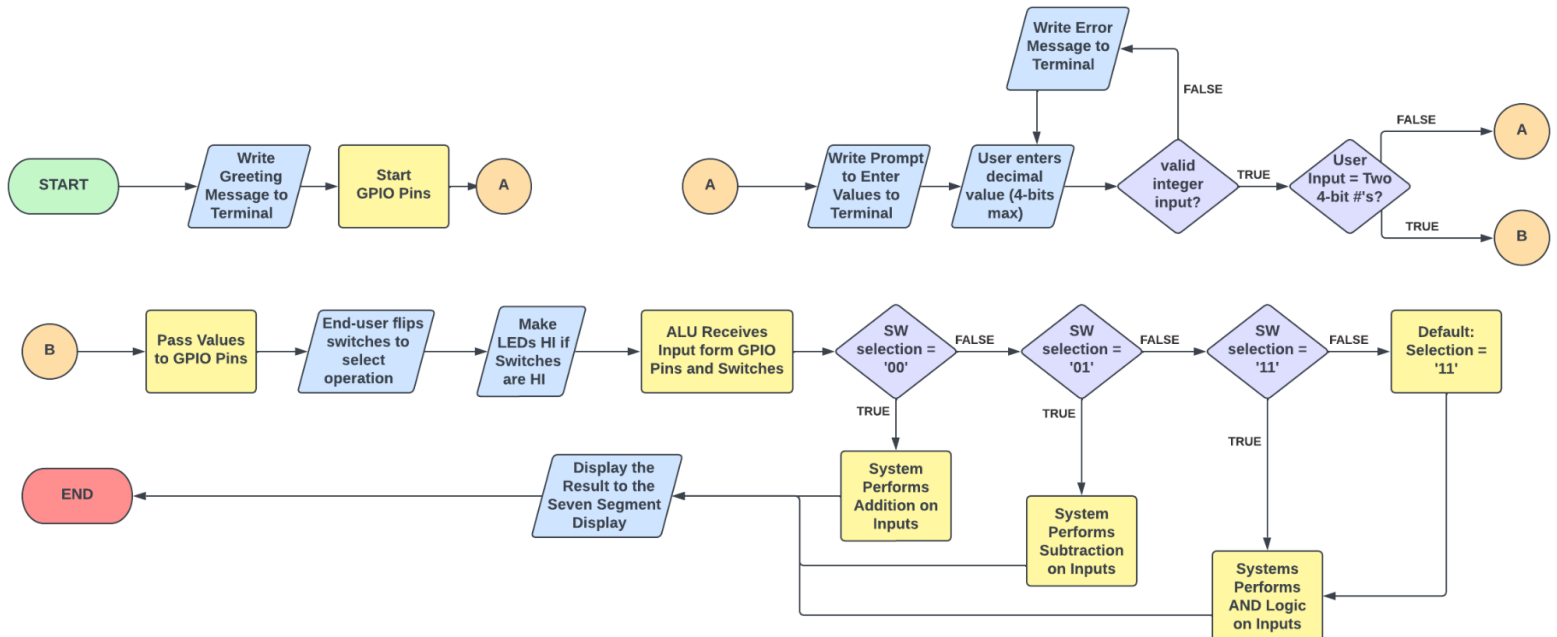 Write Error
Message to
Terminal
FALSE
START
Write
Greeting
Message to
Terminal
Start
GPIO Pins
A
A
Write Prompt
to Enter
Values to
Terminal
User enters
decimal
value (4-bits
max)
valid
integer
input?
TRUE
User
Input = Two
4-bit #'s?
FALSE
A
TRUE
B
B
Pass Values
to GPIO Pins
End-user flips
switches to
select
operation
Make
LEDs HI if
Switches
are HI
ALU Receives
Input form GPIO
Pins and Switches
SW
selection =
'00'
FALSE
SW
selection =
'01'
FALSE
SW
selection =
'11'
FALSE
Default:
Selection =
'11'
TRUE
TRUE
TRUE
END
Display the
Result to the
Seven Segment
Display
System
Performs
Addition on
Inputs
System
Performs
Subtraction
on Inputs
Systems
Performs
AND Logic
on Inputs